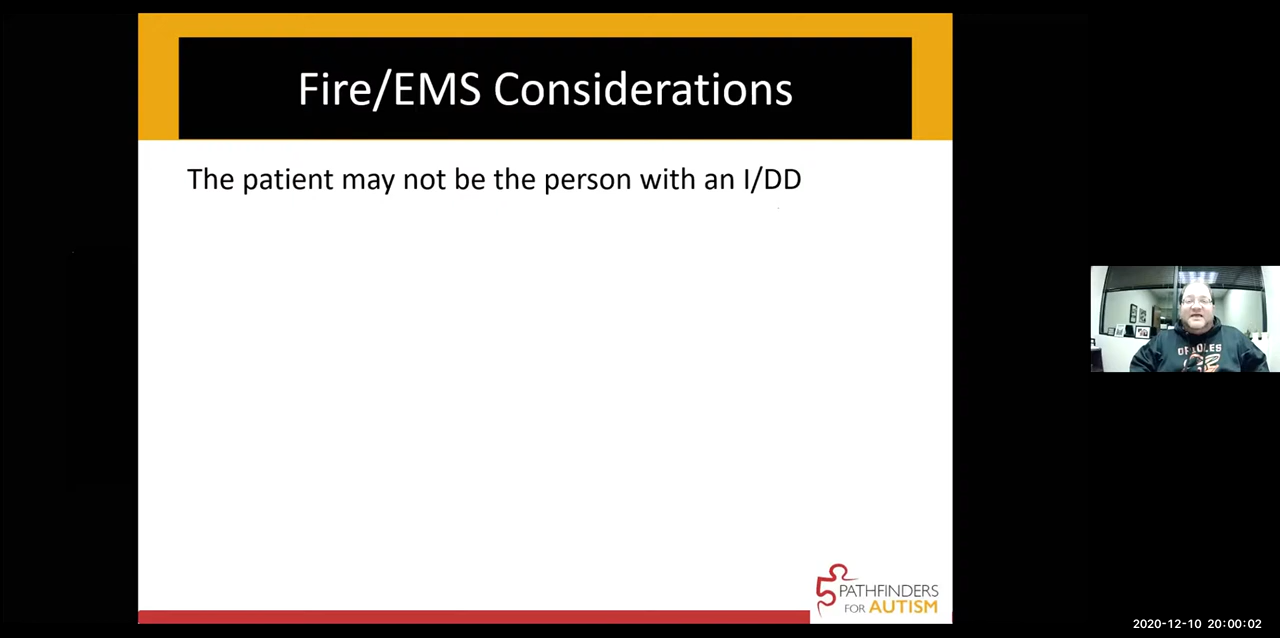 Fire/EMS Considerations
The patient may not be the person with an I/DD
ORIOLES
PATHFINDERS
FOR AUTISM
2020-12-10 20:00:02